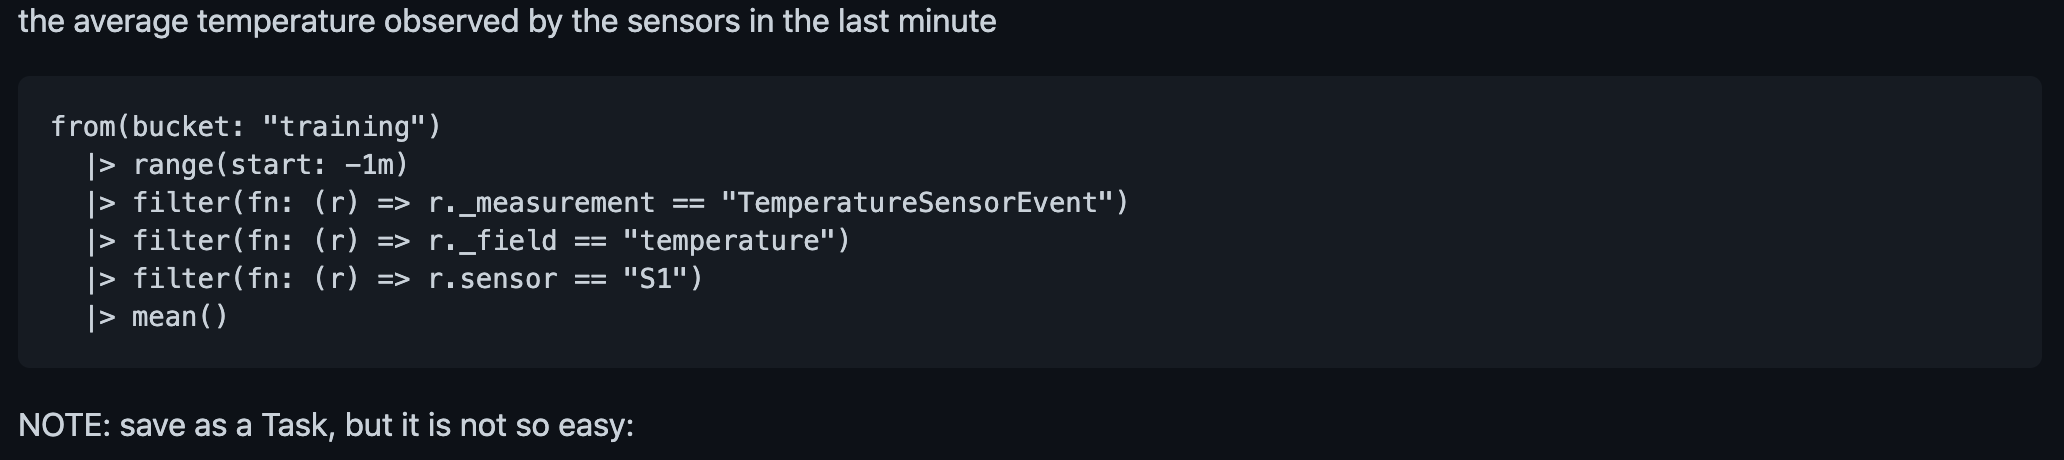 the average temperature observed by the sensors in the last minute
from(bucket: "training")
  |> range(start: -1m)
  |> filter(fn: (r) => r._measurement == "TemperatureSensorEvent")
  |> filter(fn: (r) => r._field == "temperature")
  |> filter(fn: (r) => r.sensor == "S1")
  |> mean()
NOTE: save as a Task, but it is not so easy: